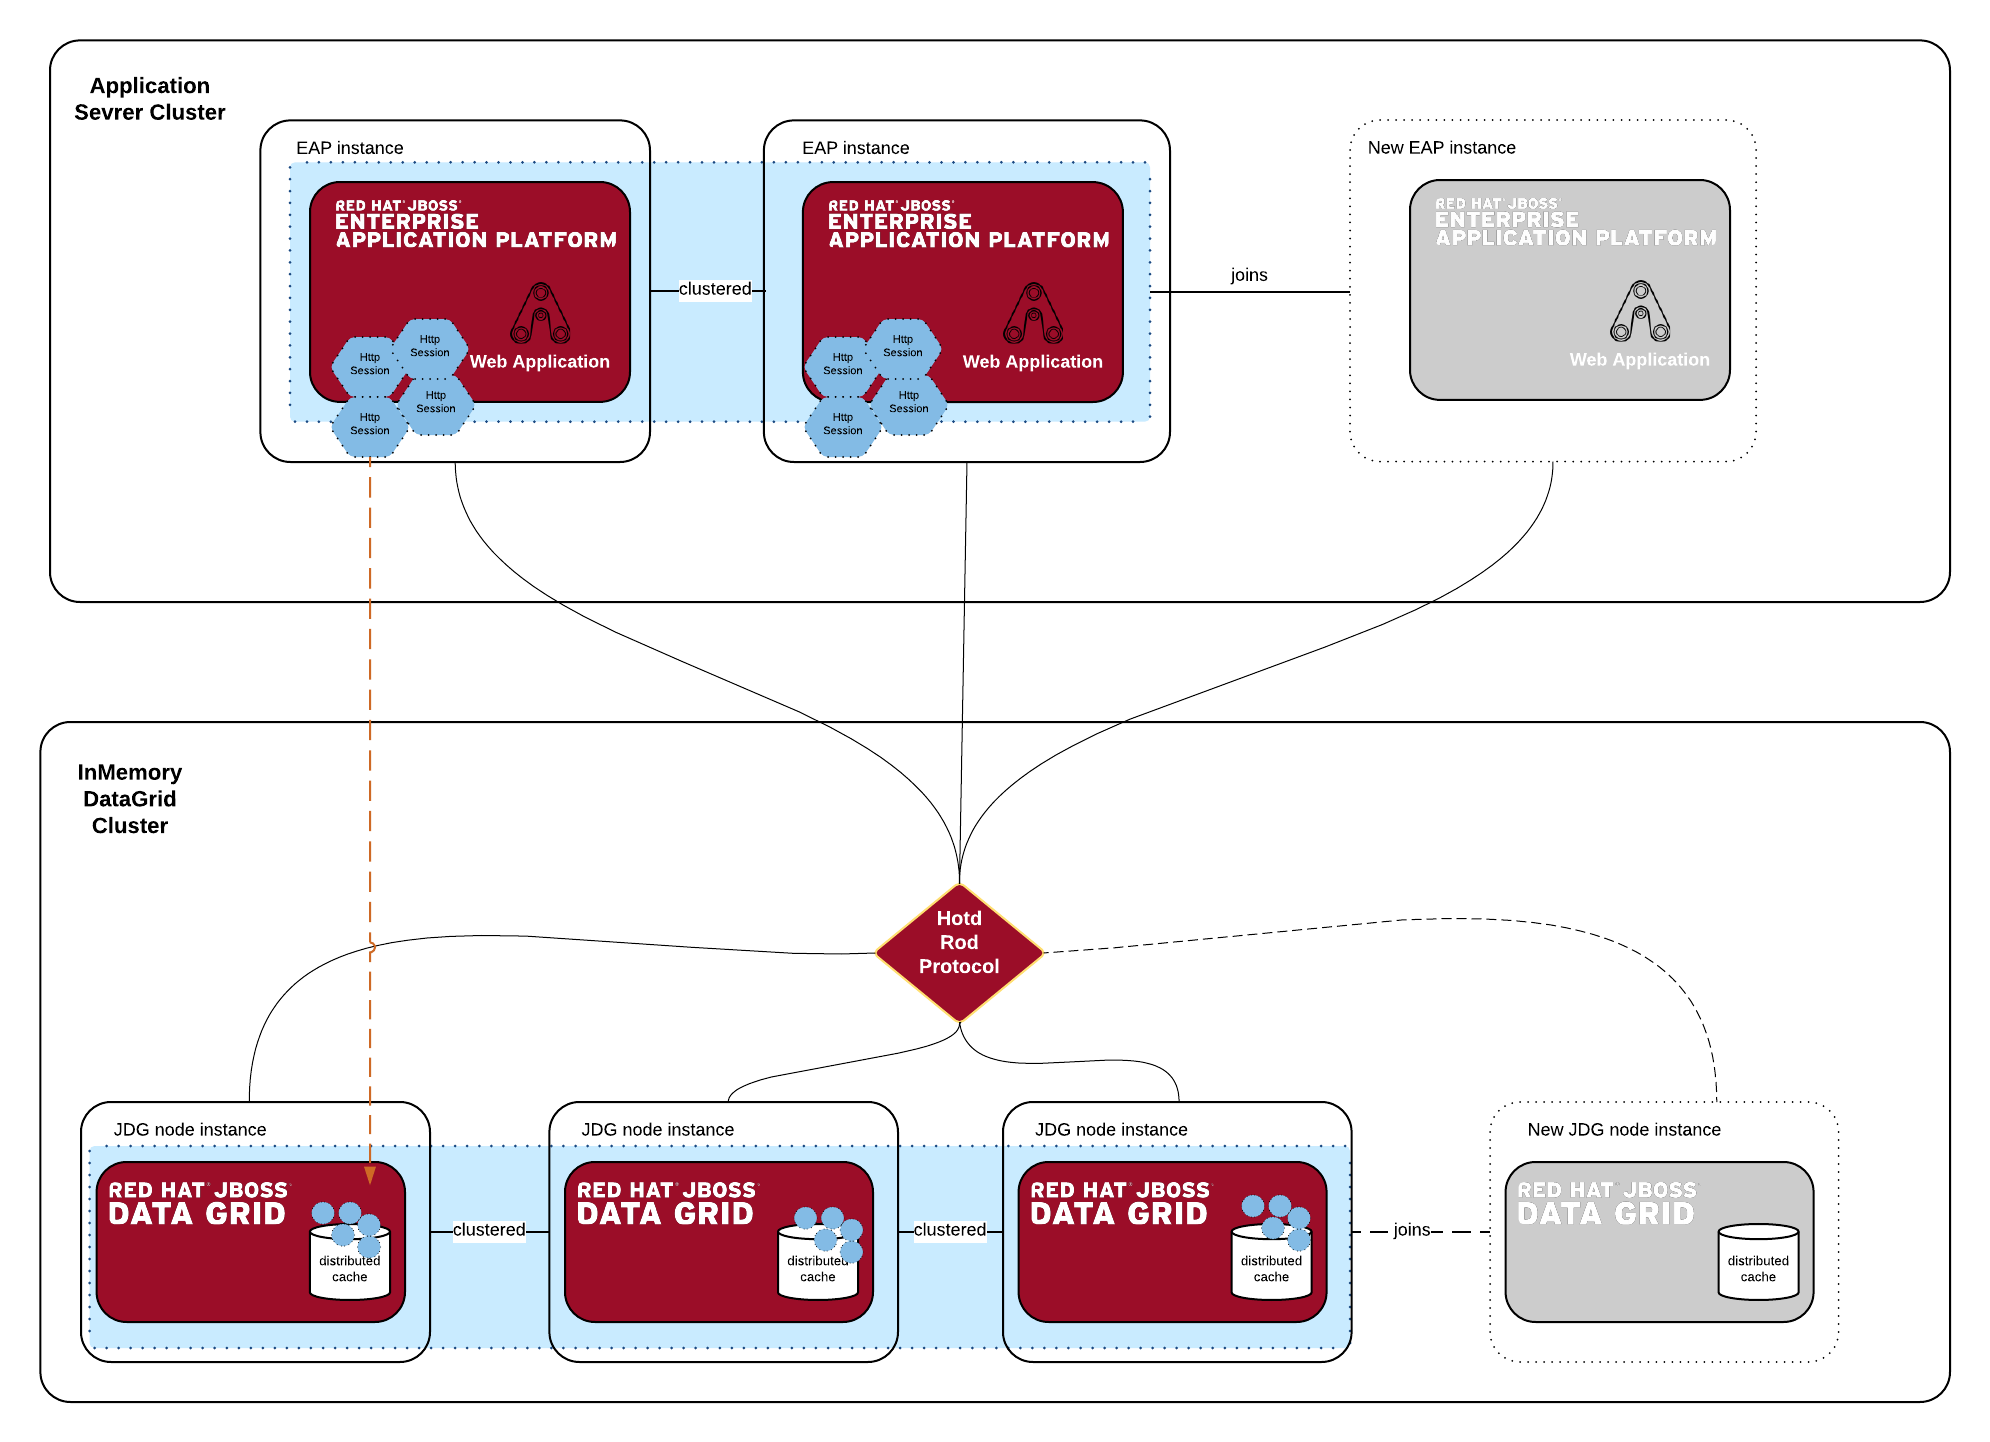 Application
Sevrer Cluster
EAP instance
RED HAT® JBOSS®
ENTERPRISE
APPLICATION PLATFORM
Http
Session
Http
Session
Http
Session
Http
Session
Web Application
clustered
EAP instance
RED HAT® JBOSS®
ENTERPRISE
APPLICATION PLATFORM
Http
Session
Http
Session
Http
Session
Http
Session
Web Application
joins
New EAP instance
RED HAT® JBOSS®
ENTERPRISE
APPLICATION PLATFORM
Web Application
InMemory
DataGrid
Cluster
Hotd
Rod
Protocol
JDG node instance
RED HAT® JBOSS®
DATA GRID
distributed
cache
clustered
JDG node instance
RED HAT® JBOSS®
DATA GRID
distributed
cache
clustered
JDG node instance
RED HAT® JBOSS®
DATA GRID
distributed
cache
joins
New JDG node instance
RED HAT® JBOSS®
DATA GRID
distributed
cache